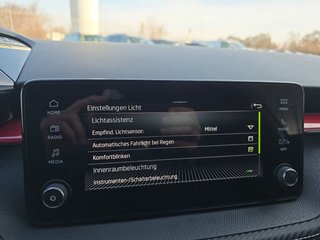 Einstellungen Licht
HOME
MENU
Lichtassistenz
Empfind. Lichtsensor: Mittel
RADIO
Automatisches Fahrlicht bei Regen
MEDIA
Komfortblinken
APP
Innenraumbeleuchtung
Instrumenten-/Schalterbeleuchtung